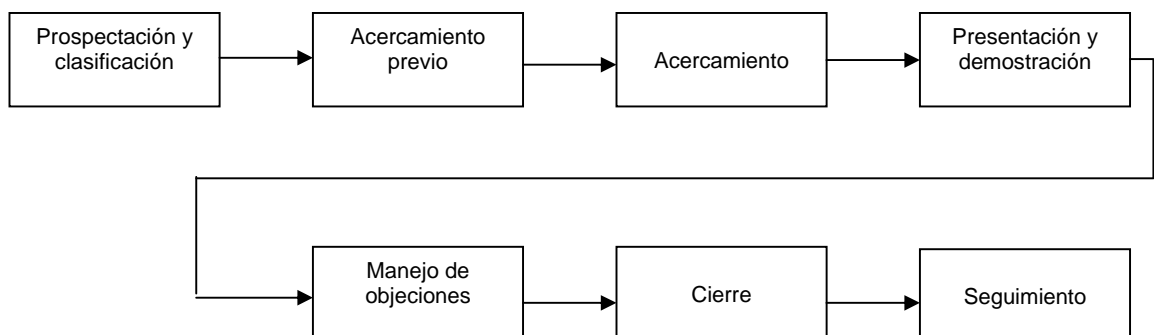 Prospectación y
clasificación
Acercamiento
previo
Acercamiento
Presentación y
demostración
Manejo de
objeciones
Cierre
Seguimiento